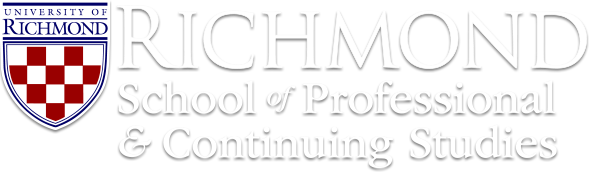 UNIVERSITY OF
RICHMOND
RICHMOND
School of Professional
& Continuing Studies